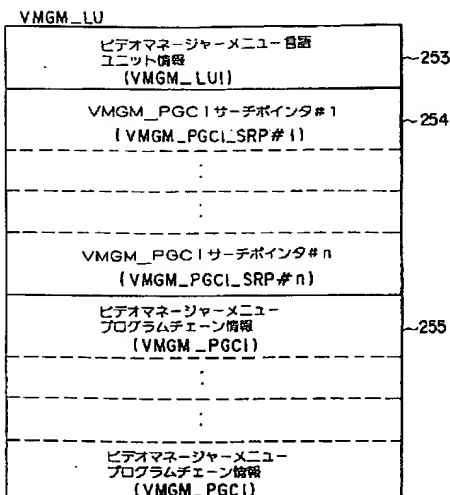 VMGM_LU
ビデオマネージャーメニュー言語
ユニット情報
(VMGM_LUI)
253
VMGM_PGCIサーチポインタ#1
254
(VMGM_PGCI_SRP#1)
:
:
VMGM_PGCIサーチポインタ#n
(VMGM_PGCI_SRP#n)
ビデオマネージャーメニュー
プログラムチェーン情報
255
(VMGM_PGCI)
:
:
ビデオマネージャーメニュー
プログラムチェーン情報
(VMGM_PGCI)